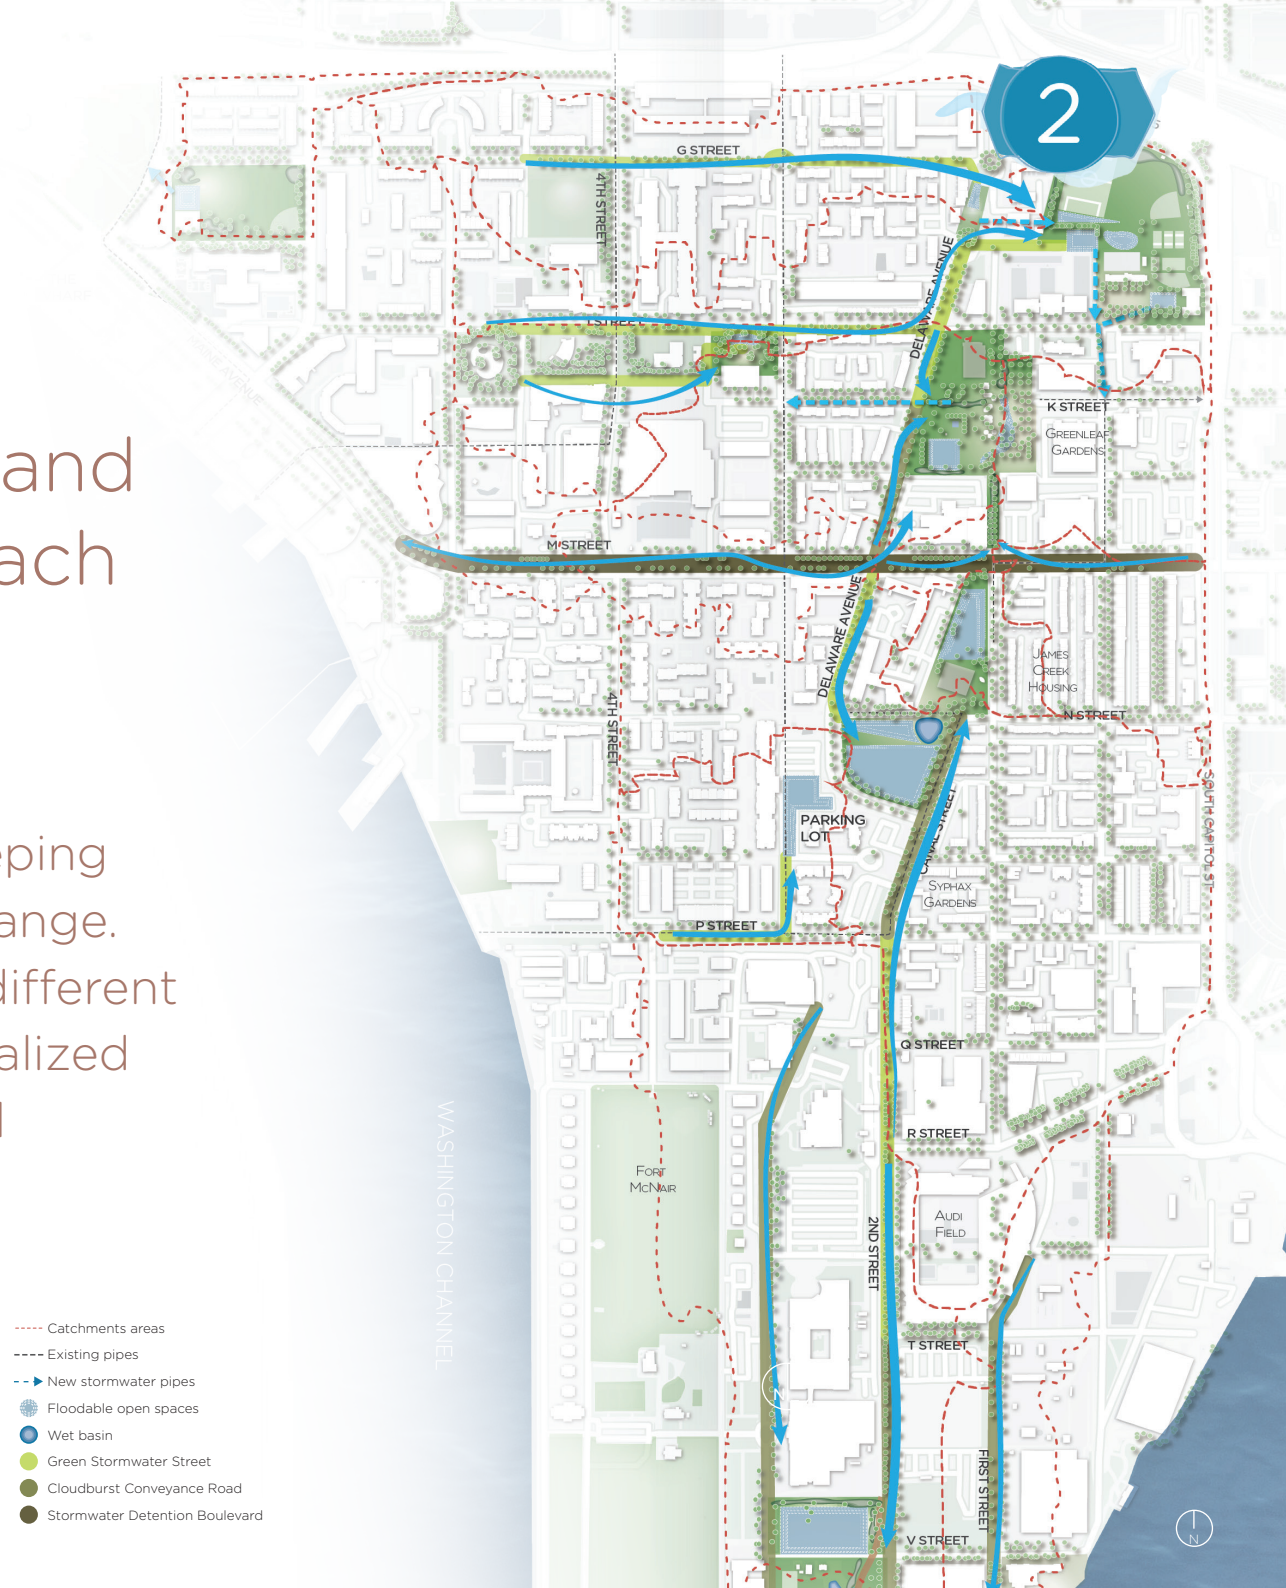 2
G STREET
4TH STREET
DELAWARE AVENUE
I STREET
K STREET
GREENLEAF
GARDENS
and
ach
M STREET
DELAWARE AVENUE
JAMES
CREEK
HOUSING
N STREET
4TH STREET
SOUTH CAPITOL ST
PARKING
LOT
CANAL STREET
eping
ange.
different
alized
SYPHAX
GARDENS
P STREET
Q STREET
R STREET
WASHINGTON CHANNEL
FORT
MCNAIR
AUDI
FIELD
2ND STREET
T STREET
FIRST STREET
V STREET
N
N
Catchments areas
Existing pipes
New stormwater pipes
Floodable open spaces
Wet basin
Green Stormwater Street
Cloudburst Conveyance Road
Stormwater Detention Boulevard